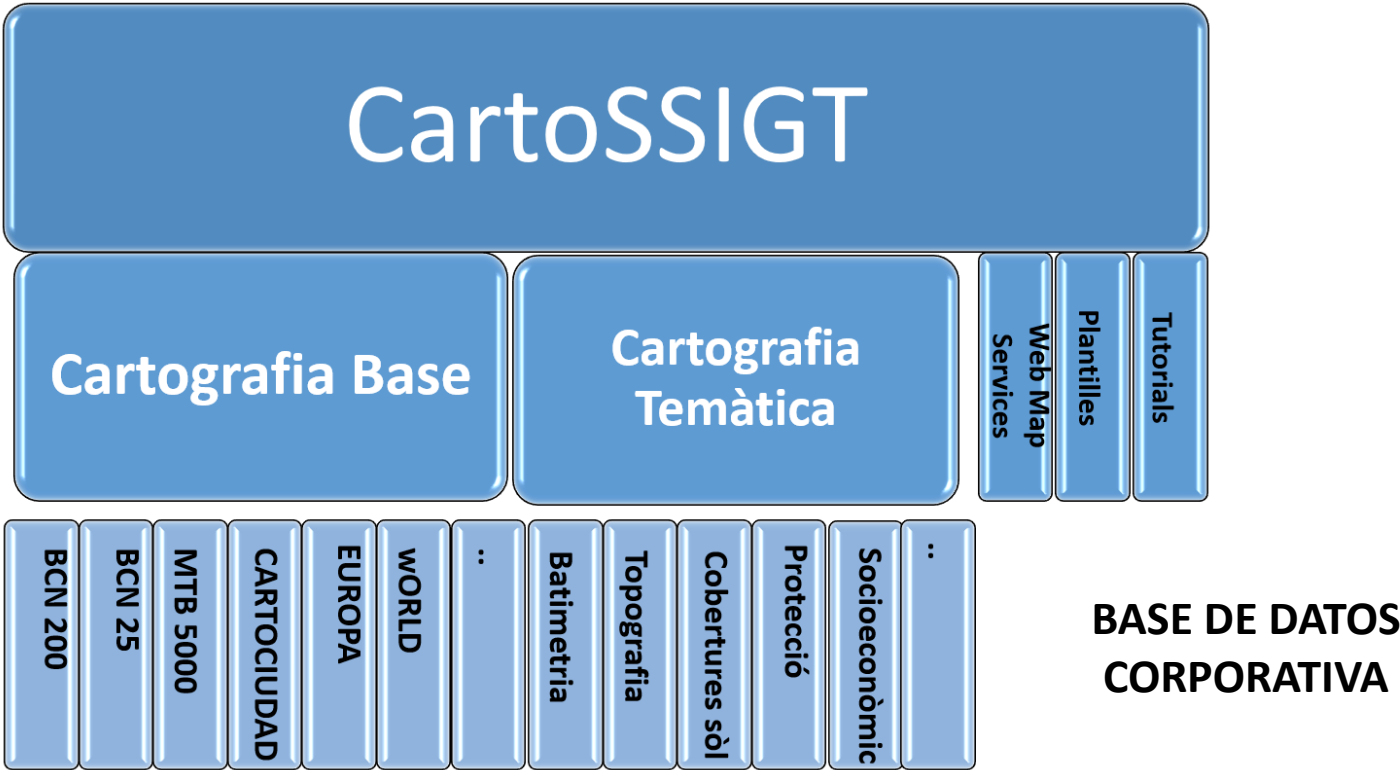 CartoSSIGT
Cartografia Base
Cartografia
Temàtica
Web Map
Services
Plantilles
Tutorials
BCN 200
BCN 25
MTB 5000
CARTOCIUDAD
EUROPA
wORLD
..
Batimetria
Topografia
Cobertures sòl
Protecció
Socioeconòmic
..
BASE DE DATOS
CORPORATIVA